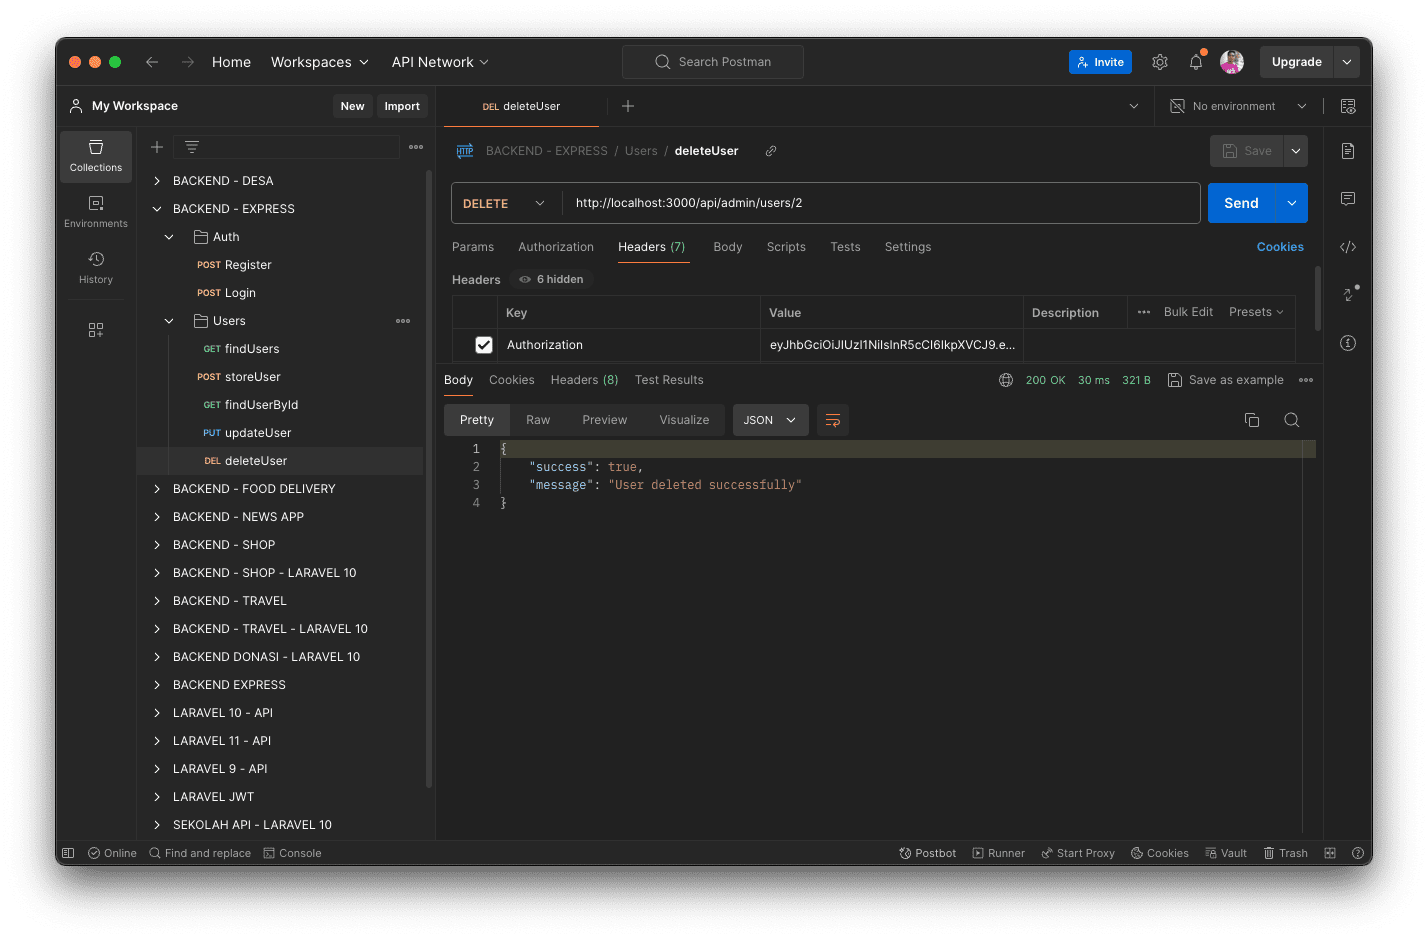 Home Workspaces API Network Search Postman Invite Upgrade
My Workspace New Import
DEL deleteUser No environment
Collections
Environments
History
BACKEND - DESA
BACKEND - EXPRESS
Auth
POST Register
POST Login
Users
GET findUsers
POST storeUser
GET findUserById
PUT updateUser
DEL deleteUser
BACKEND - FOOD DELIVERY
BACKEND - NEWS APP
BACKEND - SHOP
BACKEND - SHOP - LARAVEL 10
BACKEND - TRAVEL
BACKEND - TRAVEL - LARAVEL 10
BACKEND DONASI - LARAVEL 10
BACKEND EXPRESS
LARAVEL 10 - API
LARAVEL 11 - API
LARAVEL 9 - API
LARAVEL JWT
SEKOLAH API - LARAVEL 10
HTTP BACKEND - EXPRESS / Users / deleteUser Save
DELETE http://localhost:3000/api/admin/users/2 Send
Params Authorization Headers (7) Body Scripts Tests Settings Cookies
Headers 6 hidden
Key Value Description Bulk Edit Presets
Authorization eyJhbGciOiJIUzI1NiIsInR5cCI6IkpXVCJ9.e...
Body Cookies Headers (8) Test Results 200 OK 30 ms 321 B Save as example
Pretty Raw Preview Visualize JSON
1 {
2 "success": true,
3 "message": "User deleted successfully"
4 }
Online Find and replace Console Postbot Runner Start Proxy Cookies Vault Trash